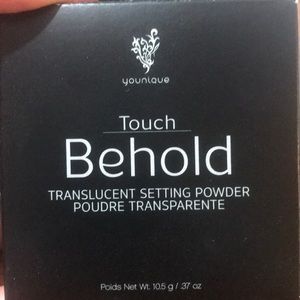 younique
Touch
Behold
TRANSLUCENT SETTING POWDER
POUDRE TRANSPARENTE
Poids Net Wt. 10.5 g / .37 oz